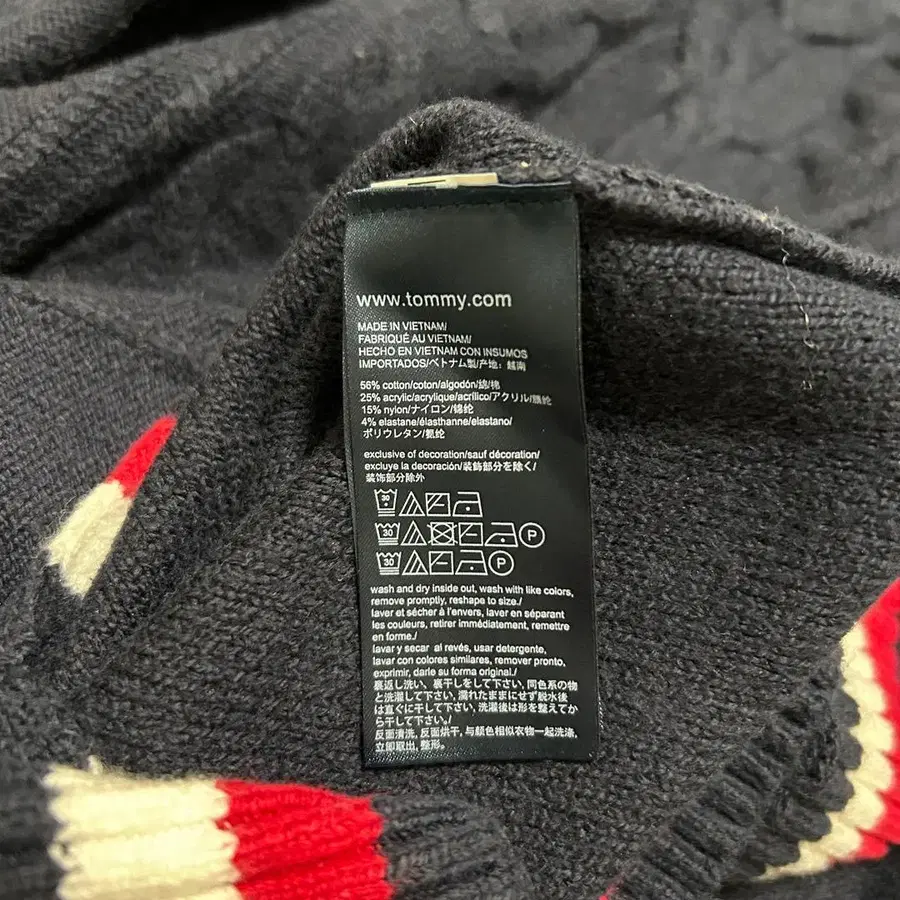 www.tommy.com
MADE IN VIETNAM/
FABRIQUÉ AU VIETNAM/
HECHO EN VIETNAM CON INSUMOS
IMPORTADOS/ベトナム製/产地: 越南
56% cotton/coton/algodón/綿/棉
25% acrylic/acrylique/acrílico/アクリル/腈纶
15% nylon/ナイロン/锦纶
4% elastane/élasthanne/elastano/
ポリウレタン/氨纶
exclusive of decoration/sauf décoration/
excluye la decoración/装飾部分を除く/
装饰部分除外
30
30 P
30 P
wash and dry inside out, wash with like colors,
remove promptly, reshape to size./
laver et sécher à l'envers, laver en séparant
les couleurs, retirer immédiatement, remettre
en forme./
lavar y secar al revés, usar detergente,
lavar con colores similares, remover pronto,
exprimir, darle su forma original./
裏返し洗い、裏干しをして下さい, 同色系の物
と洗濯して下さい, 濡れたままにせず脱水後
は直ぐに干して下さい, 洗濯後は形を整えてか
ら干して下さい。/
反面清洗, 反面烘干, 与颜色相似衣物一起洗涤,
立即取出, 整形。